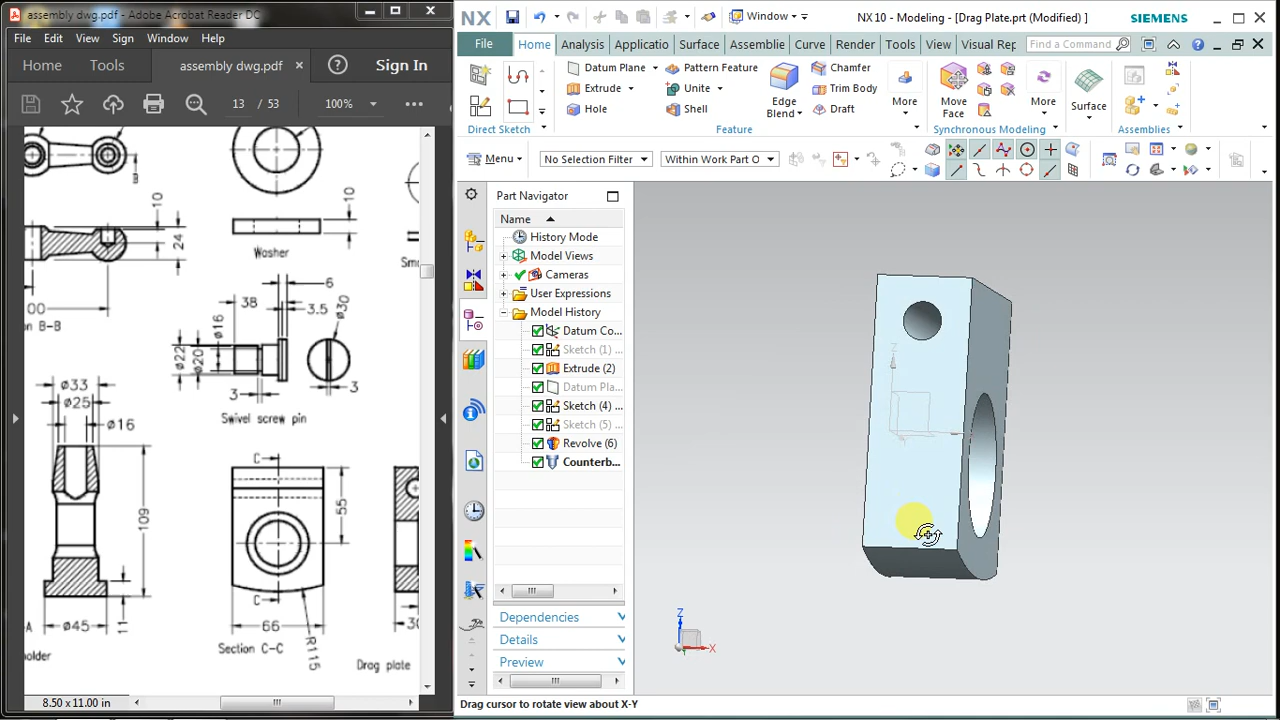 assembly dwg.pdf - Adobe Acrobat Reader DC
File Edit View Sign Window Help
Home Tools assembly dwg.pdf × ? Sign In
13 / 53 100%
10
24
00
on B-B
10
Washer
Smo
6
38
3.5
ø30
ø16
ø22
ø20
3
3
Swivel screw pin
ø33
ø25
ø16
109
11
ø45
-A
older
C
55
C
66
R115
Section C-C
30
Drag plate
8.50 x 11.00 in
NX Window NX 10 - Modeling - [Drag Plate.prt (Modified) ] SIEMENS
File Home Analysis Applicatio Surface Assemblie Curve Render Tools View Visual Rep Find a Command
Datum Plane
Extrude
Hole
Pattern Feature
Unite
Shell
Edge Blend
Chamfer
Trim Body
Draft
More
Move Face
More
Surface
Direct Sketch Feature Synchronous Modeling Assemblies
Menu No Selection Filter Within Work Part O
Part Navigator
Name
History Mode
Model Views
Cameras
User Expressions
Model History
Datum Co...
Sketch (1) ...
Extrude (2)
Datum Pla...
Sketch (4) ...
Sketch (5) ...
Revolve (6)
Counterb...
Dependencies
Details
Preview
Z
Z
X
Drag cursor to rotate view about X-Y